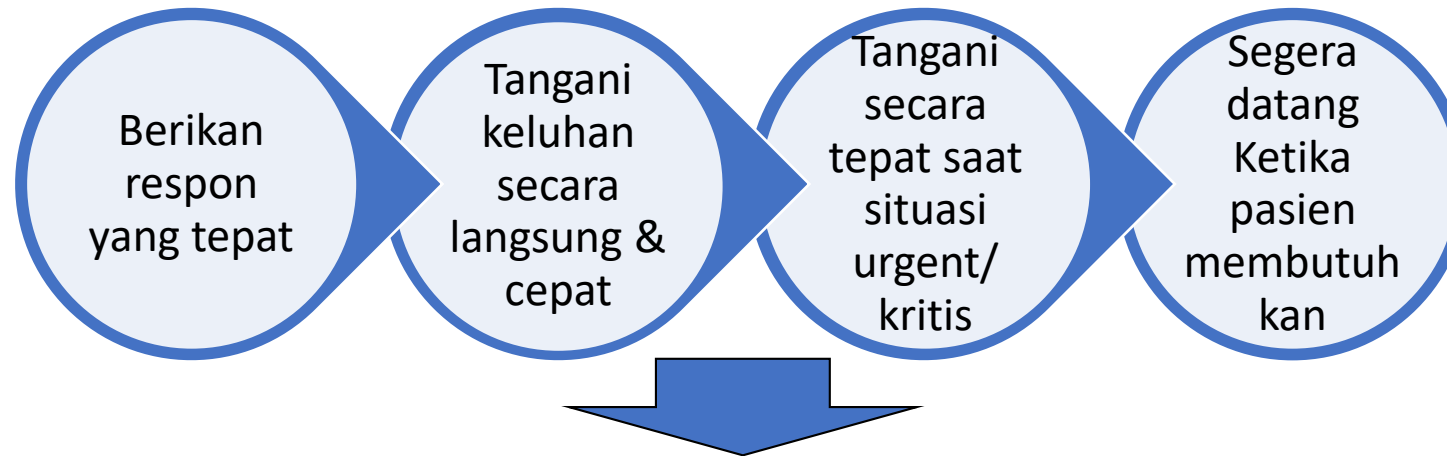 Berikan
respon
yang tepat
Tangani
keluhan
secara
langsung &
cepat
Tangani
secara
tepat saat
situasi
urgent/
kritis
Segera
datang
Ketika
pasien
membutuh
kan